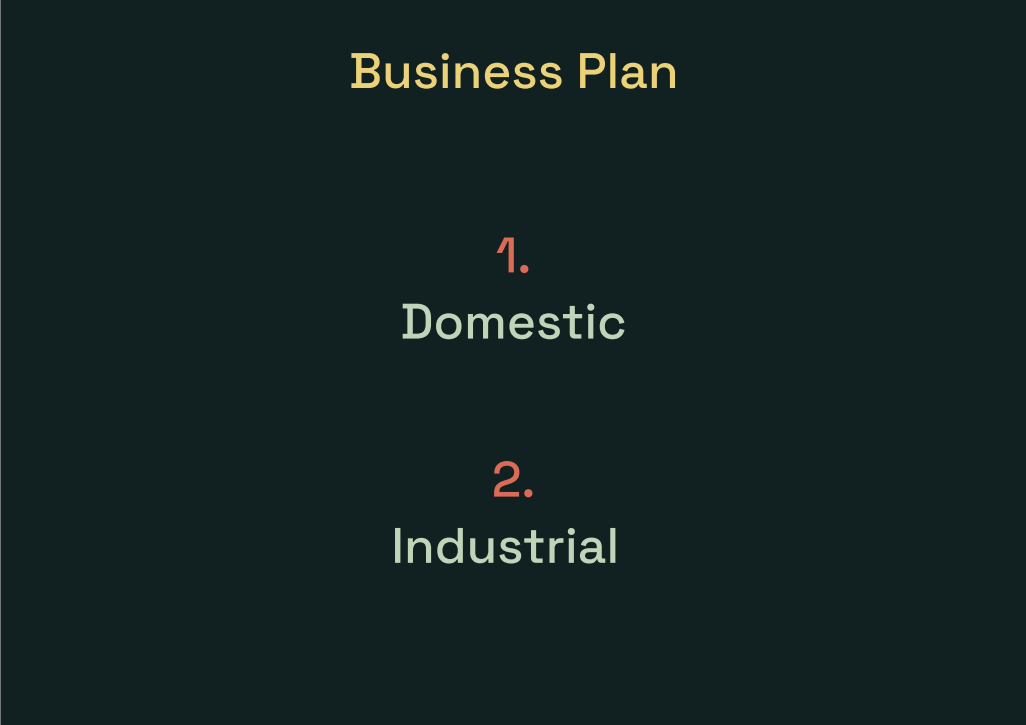 Business Plan
1.
Domestic
2.
Industrial